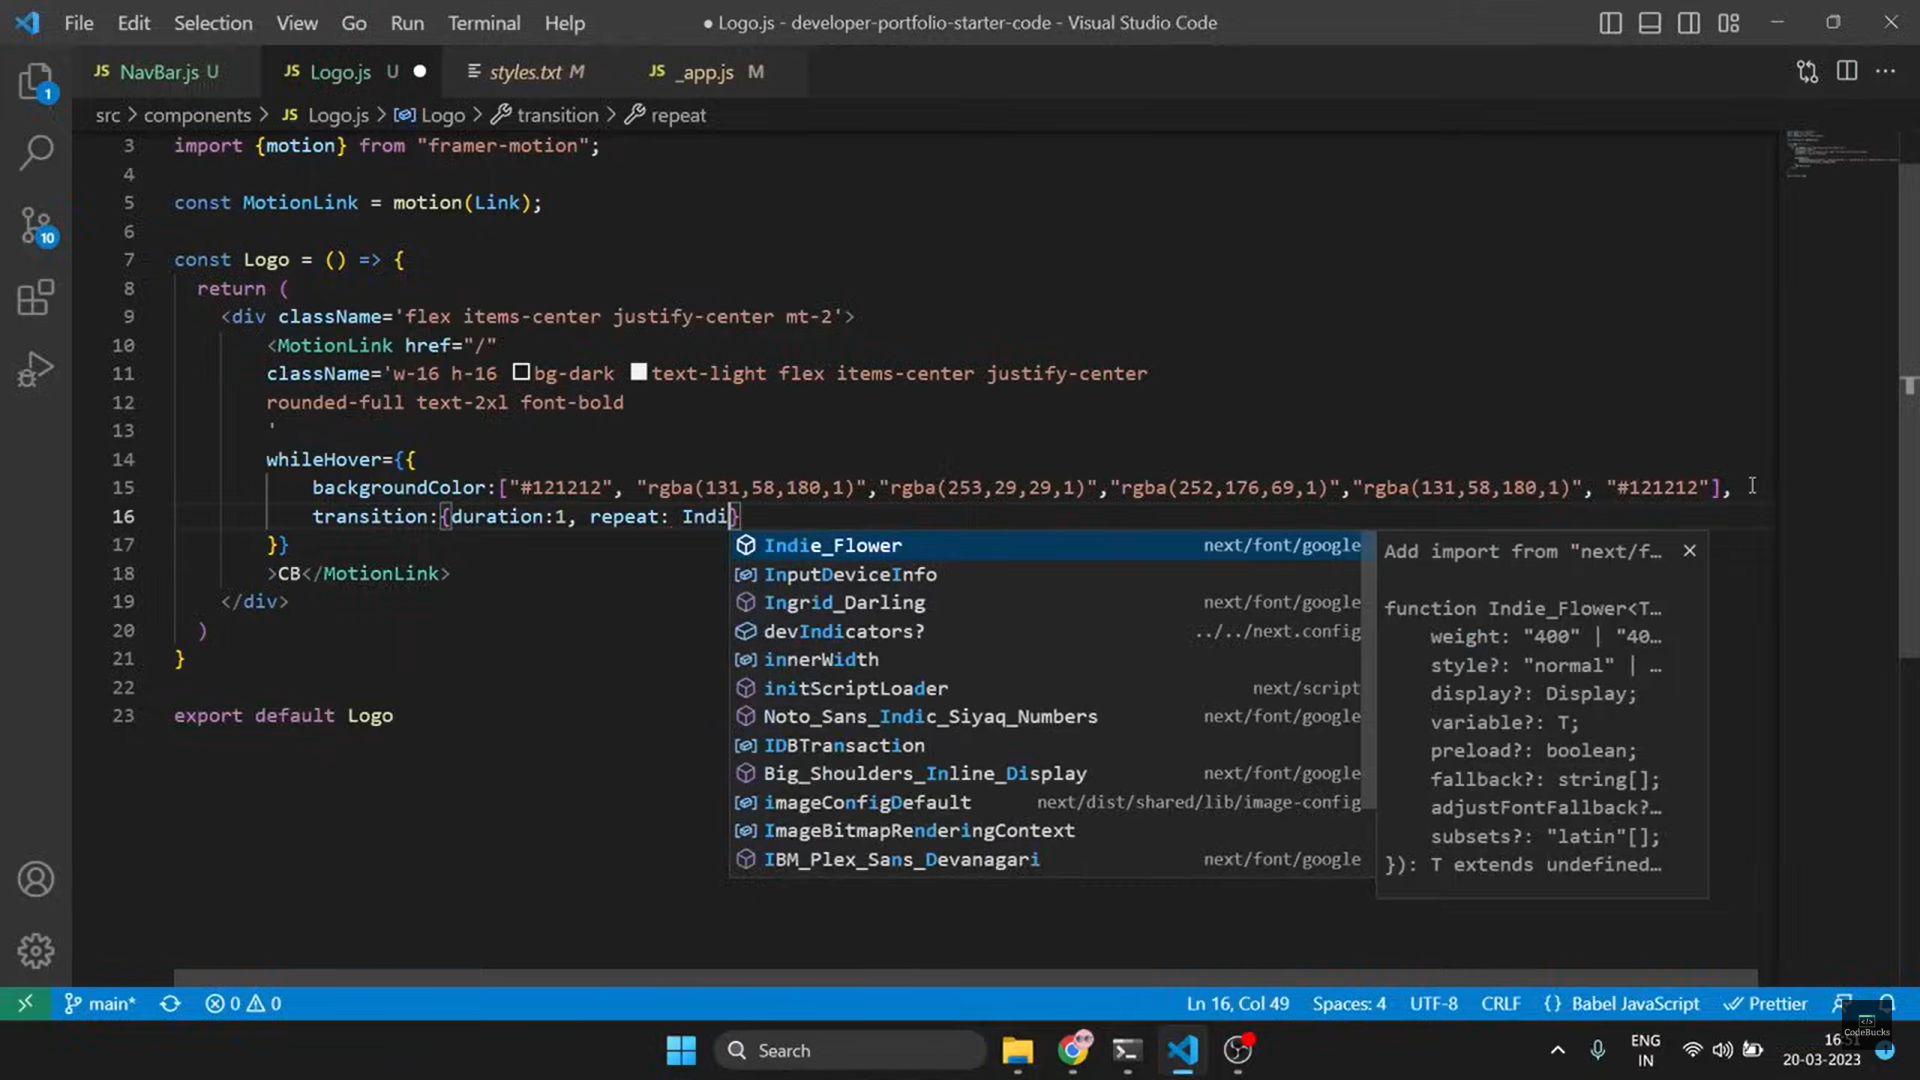 File Edit Selection View Go Run Terminal Help ● Logo.js - developer-portfolio-starter-code - Visual Studio Code
JS NavBar.js U JS Logo.js U styles.txt M JS _app.js M
src > components > JS Logo.js > Logo > transition > repeat
1
10
3 import {motion} from "framer-motion";
4
5 const MotionLink = motion(Link);
6
7 const Logo = () => {
8 return (
9 <div className='flex items-center justify-center mt-2'>
10 <MotionLink href="/"
11 className='w-16 h-16 bg-dark text-light flex items-center justify-center
12 rounded-full text-2xl font-bold
13 '
14 whileHover={{
15 backgroundColor:["#121212", "rgba(131,58,180,1)","rgba(253,29,29,1)","rgba(252,176,69,1)","rgba(131,58,180,1)", "#121212"],
16 transition:{duration:1, repeat: Indi}
17 }}
18 >CB</MotionLink>
19 </div>
20 )
21 }
22
23 export default Logo
Indie_Flower next/font/google
InputDeviceInfo
Ingrid_Darling next/font/google
devIndicators? ../../next.config
innerWidth
initScriptLoader next/script
Noto_Sans_Indic_Siyaq_Numbers next/font/google
IDBTransaction
Big_Shoulders_Inline_Display next/font/google
imageConfigDefault next/dist/shared/lib/image-config
ImageBitmapRenderingContext
IBM_Plex_Sans_Devanagari next/font/google
Add import from "next/f…
function Indie_Flower<T…
weight: "400" | "40…
style?: "normal" | …
display?: Display;
variable?: T;
preload?: boolean;
fallback?: string[];
adjustFontFallback?…
subsets?: "latin"[];
}): T extends undefined…
main* 0 0 Ln 16, Col 49 Spaces: 4 UTF-8 CRLF {} Babel JavaScript Prettier
CodeBucks
Search
ENG
IN
20-03-2023